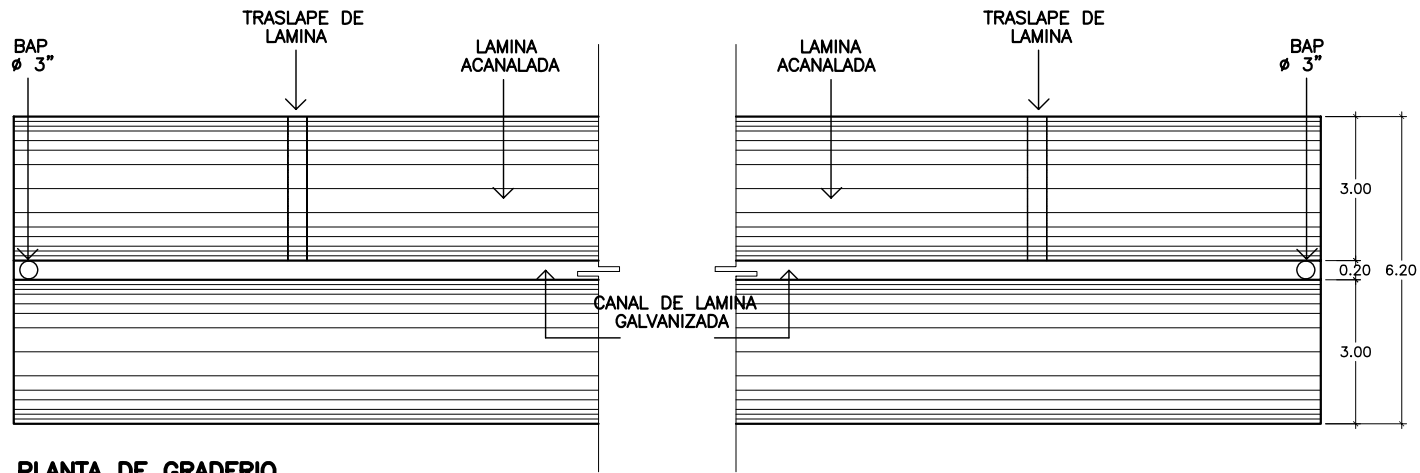 TRASLAPE DE
LAMINA
TRASLAPE DE
LAMINA
BAP
ø 3"
LAMINA
ACANALADA
LAMINA
ACANALADA
BAP
ø 3"
3.00
0.20 6.20
CANAL DE LAMINA
GALVANIZADA
3.00
PLANTA DE GRADERIO